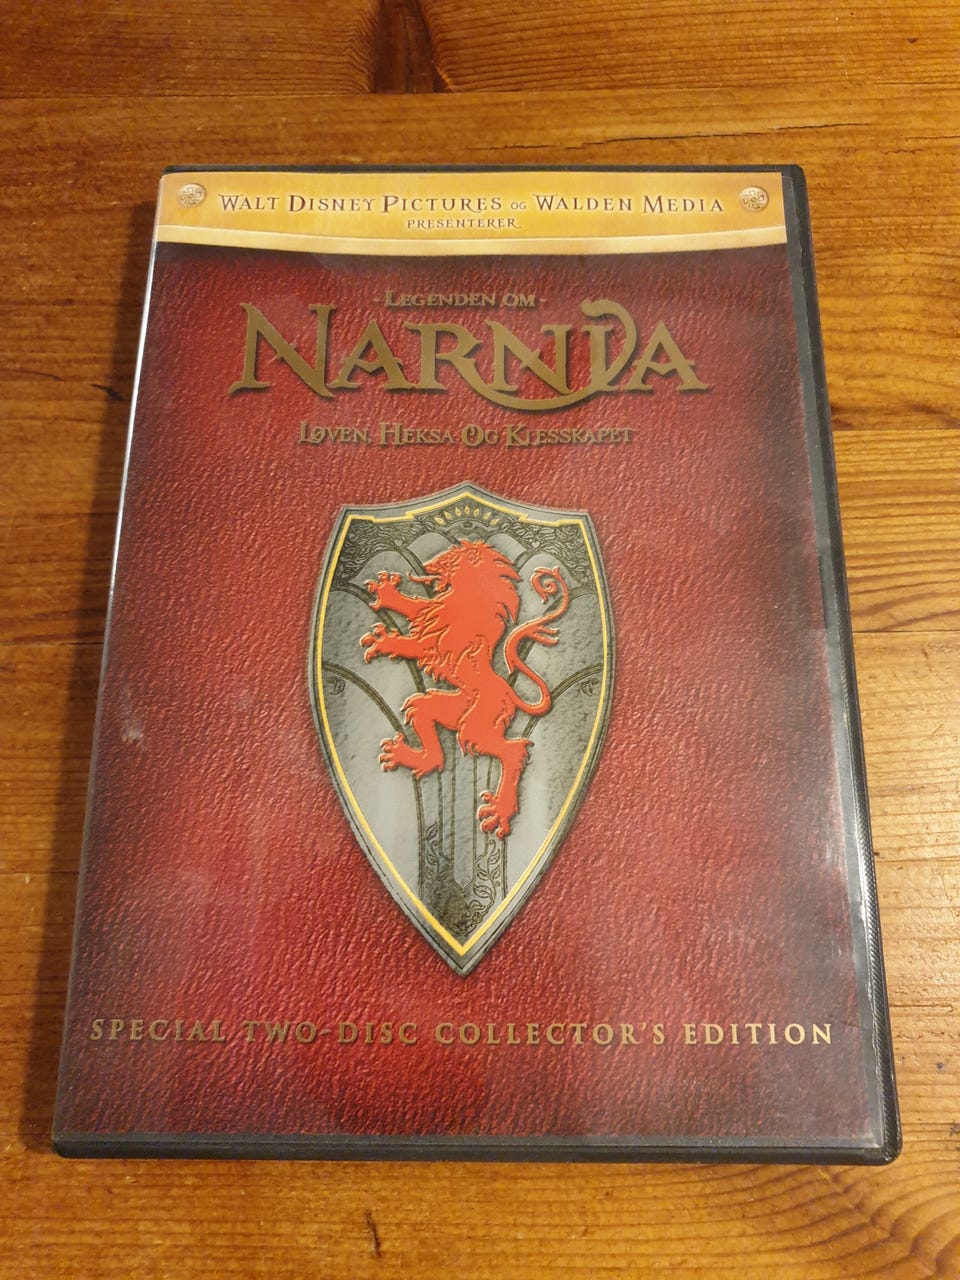 WALT DISNEY PICTURES OG WALDEN MEDIA
PRESENTERER
- LEGENDEN OM -
NARNIA
LØVEN, HEKSA OG KLESSKAPET
SPECIAL TWO-DISC COLLECTOR'S EDITION